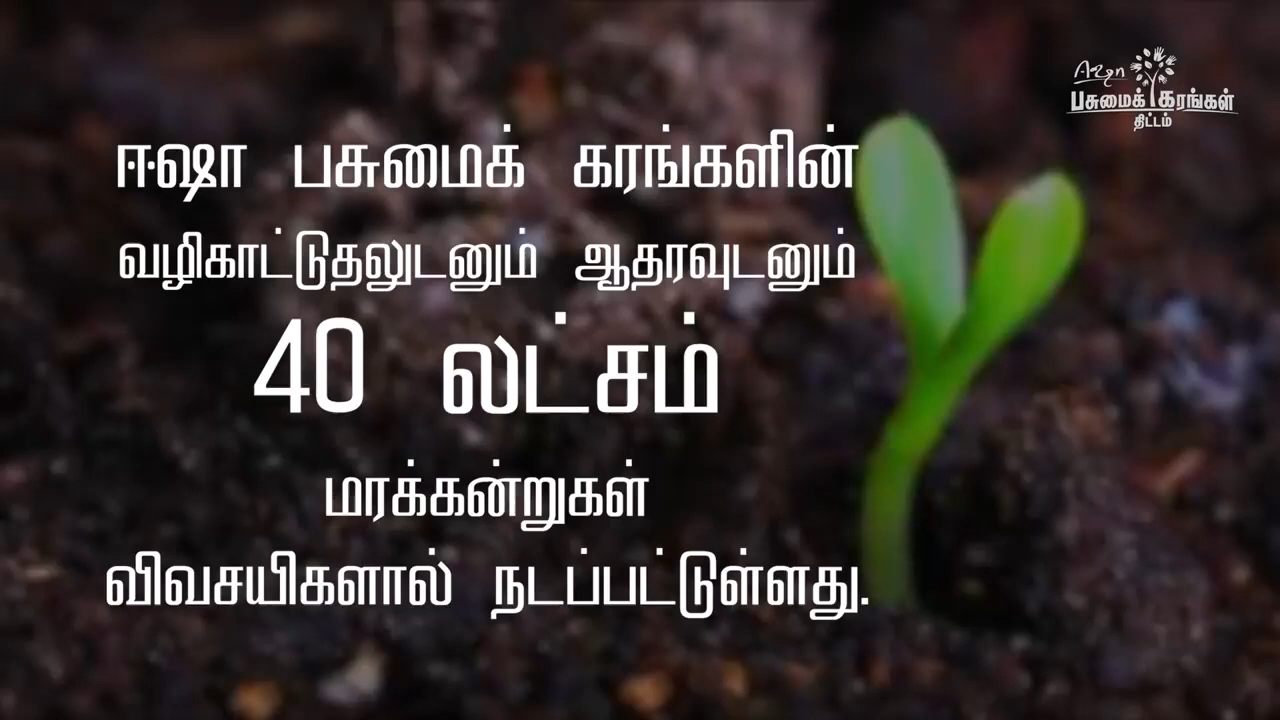 பசுமைக் கரங்கள்
திட்டம்
ஈஷா பசுமைக் கரங்களின்
வழிகாட்டுதலுடனும் ஆதரவுடனும்
40 லட்சம்
மரக்கன்றுகள்
விவசயிகளால் நடப்பட்டுள்ளது.